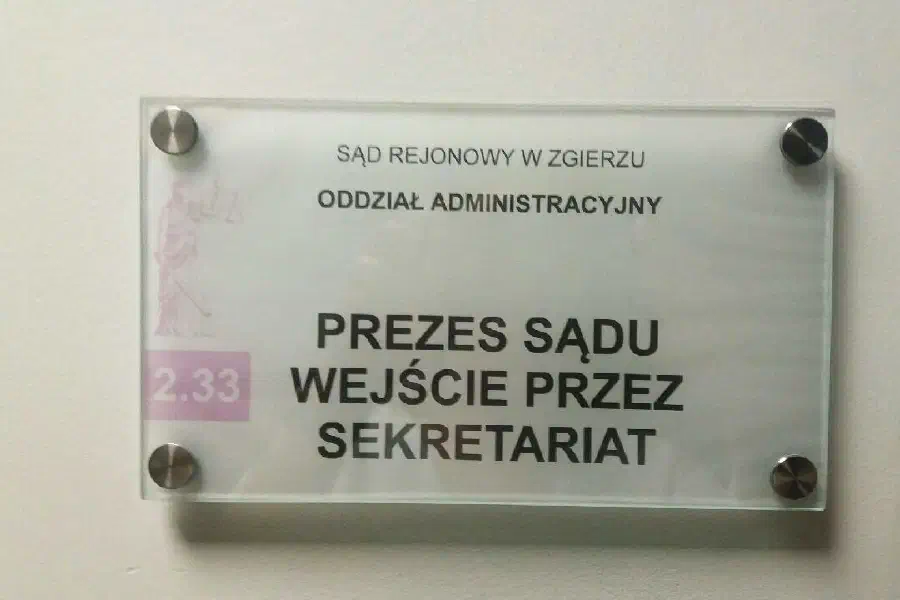 SĄD REJONOWY W ZGIERZU
ODDZIAŁ ADMINISTRACYJNY
PREZES SĄDU
WEJŚCIE PRZEZ
SEKRETARIAT
2.33